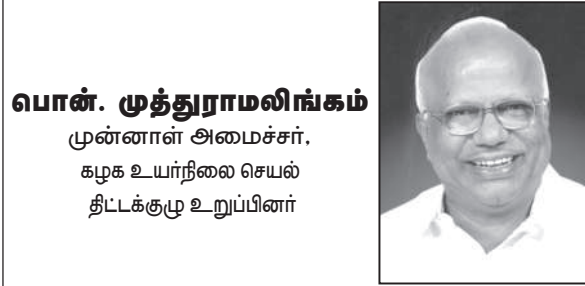 பொன். முத்துராமலிங்கம்
முன்னாள் அமைச்சர்,
கழக உயர்நிலை செயல்
திட்டக்குழு உறுப்பினர்